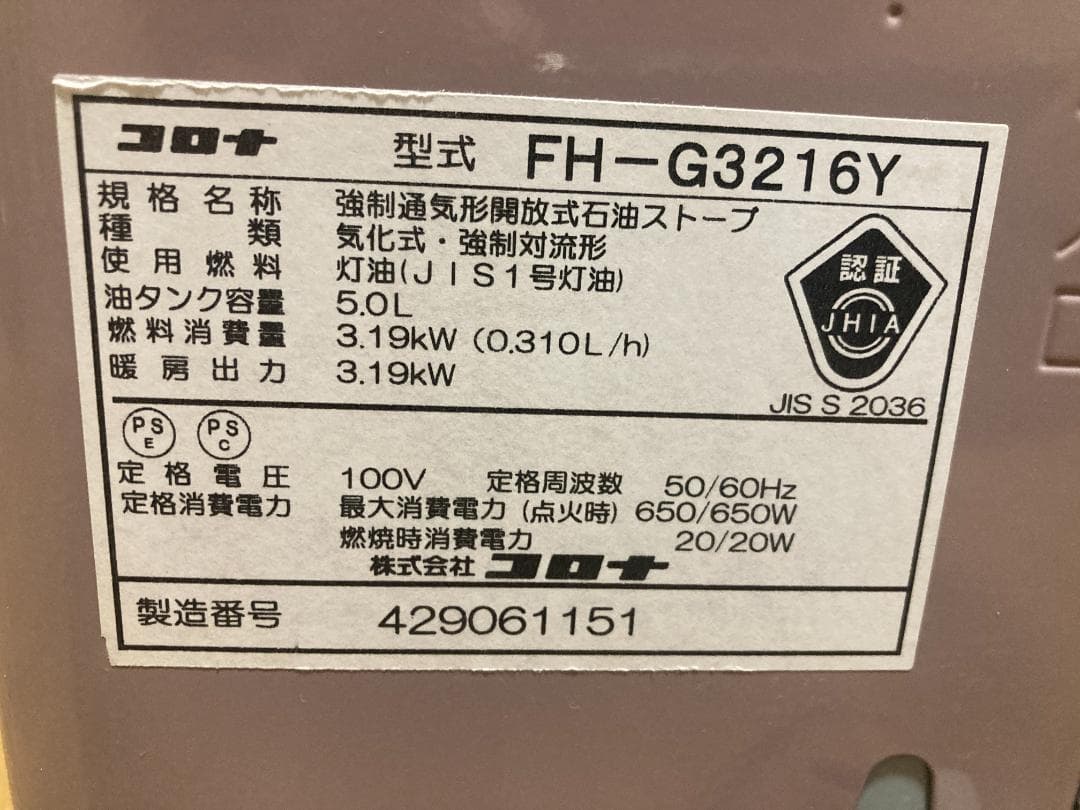 コロナ 型式 FH-G3216Y
規格名称 強制通気形開放式石油ストーブ
種類 気化式・強制対流形
使用燃料 灯油(JIS1号灯油)
油タンク容量 5.0L
燃料消費量 3.19kW (0.310L/h)
暖房出力 3.19kW
認証
JHIA
JIS S 2036
PS E PS C
定格電圧 100V 定格周波数 50/60Hz
定格消費電力 最大消費電力 (点火時) 650/650W
燃焼時消費電力 20/20W
株式会社 コロナ
製造番号 429061151